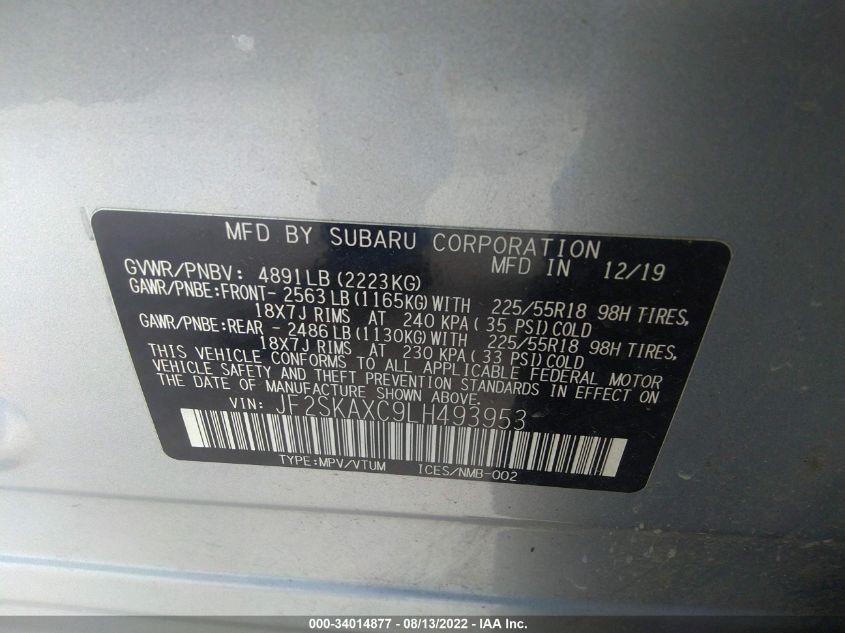 MFD BY SUBARU CORPORATION
GVWR/PNBV: 4891LB(2223KG) MFD IN 12/19
GAWR/PNBE:FRONT- 2563LB(1165KG)WITH 225/55R18 98H TIRES,
18X7J RIMS AT 240 KPA( 35 PSI)COLD
GAWR/PNBE:REAR - 2486LB(1130KG)WITH 225/55R18 98H TIRES,
18X7J RIMS AT 230 KPA( 33 PSI)COLD
THIS VEHICLE CONFORMS TO ALL APPLICABLE FEDERAL MOTOR
VEHICLE SAFETY AND THEFT PREVENTION STANDARDS IN EFFECT ON
THE DATE OF MANUFACTURE SHOWN ABOVE.
VIN: JF2SKAXC9LH493953
TYPE:MPV/VTUM ICES/NMB-002
000-34014877 - 08/13/2022 - IAA Inc.